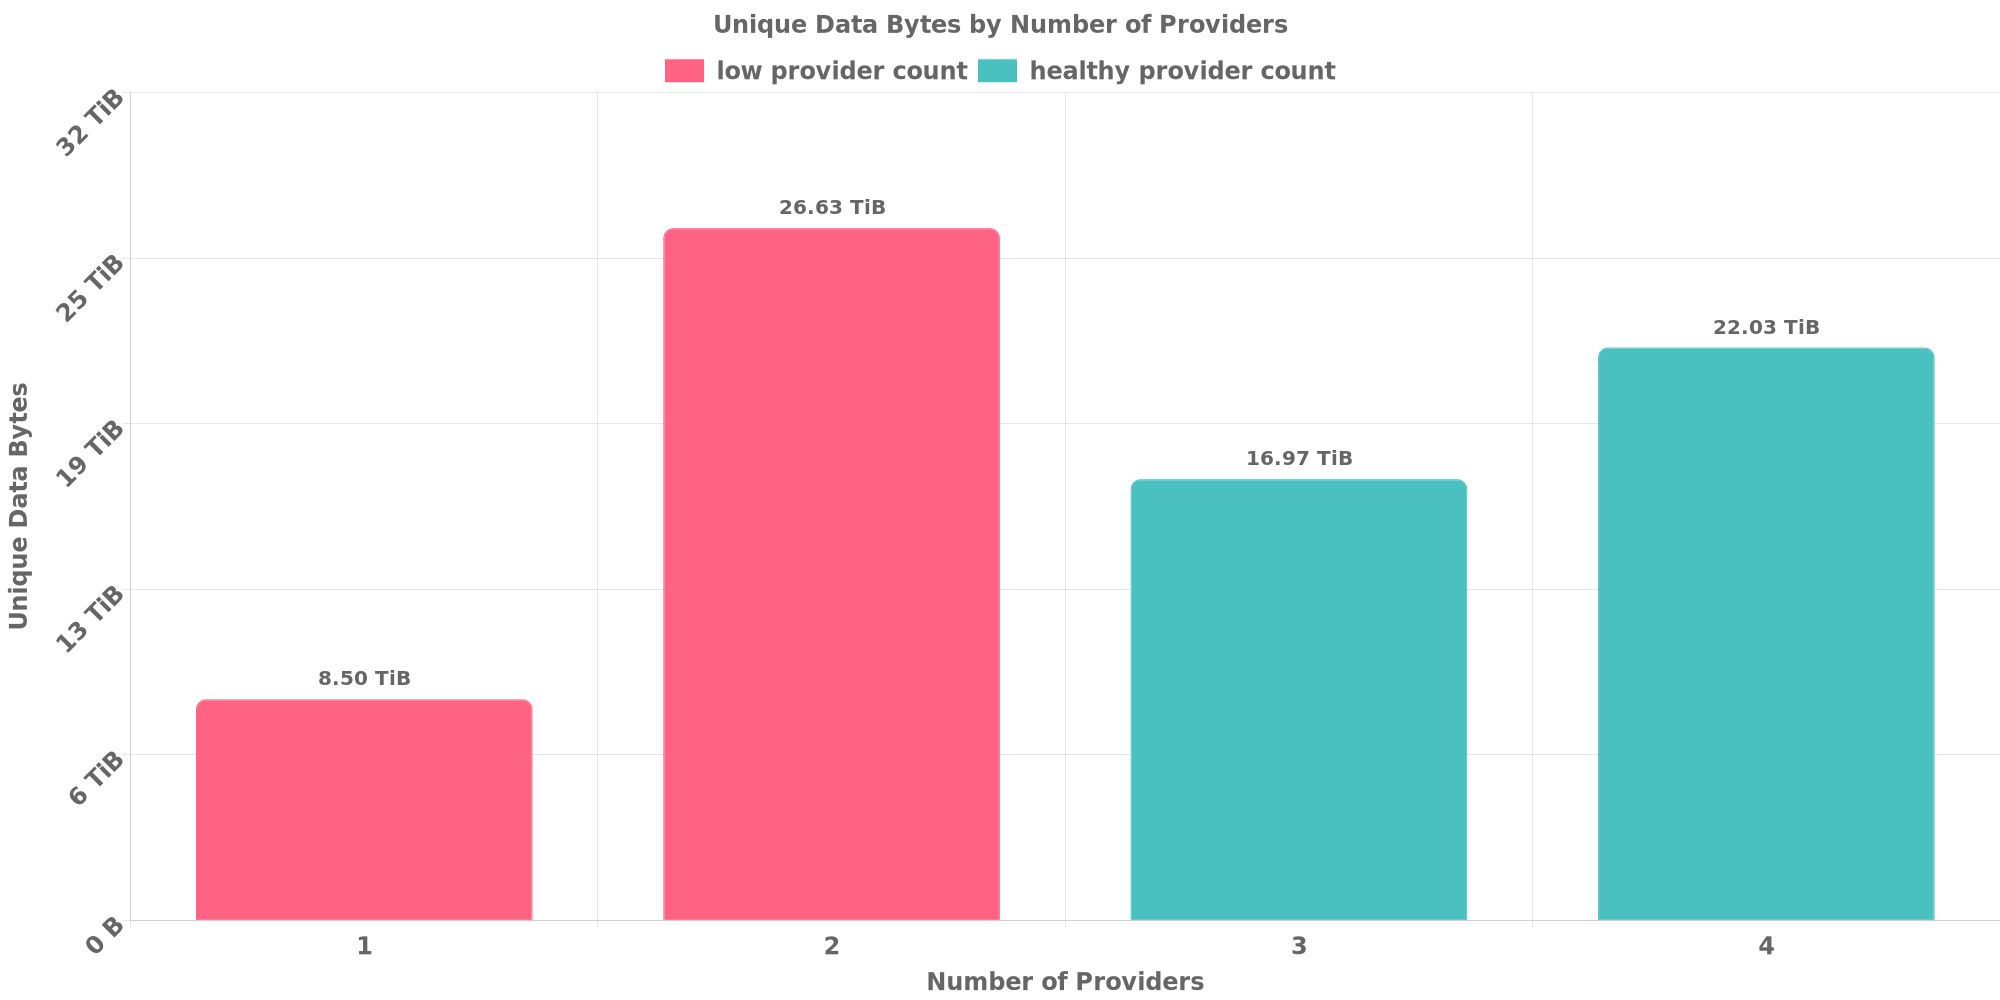 Unique Data Bytes by Number of Providers
low provider count healthy provider count
32 TiB
25 TiB
19 TiB
13 TiB
6 TiB
0 B
Unique Data Bytes
8.50 TiB
26.63 TiB
16.97 TiB
22.03 TiB
1 2 3 4
Number of Providers